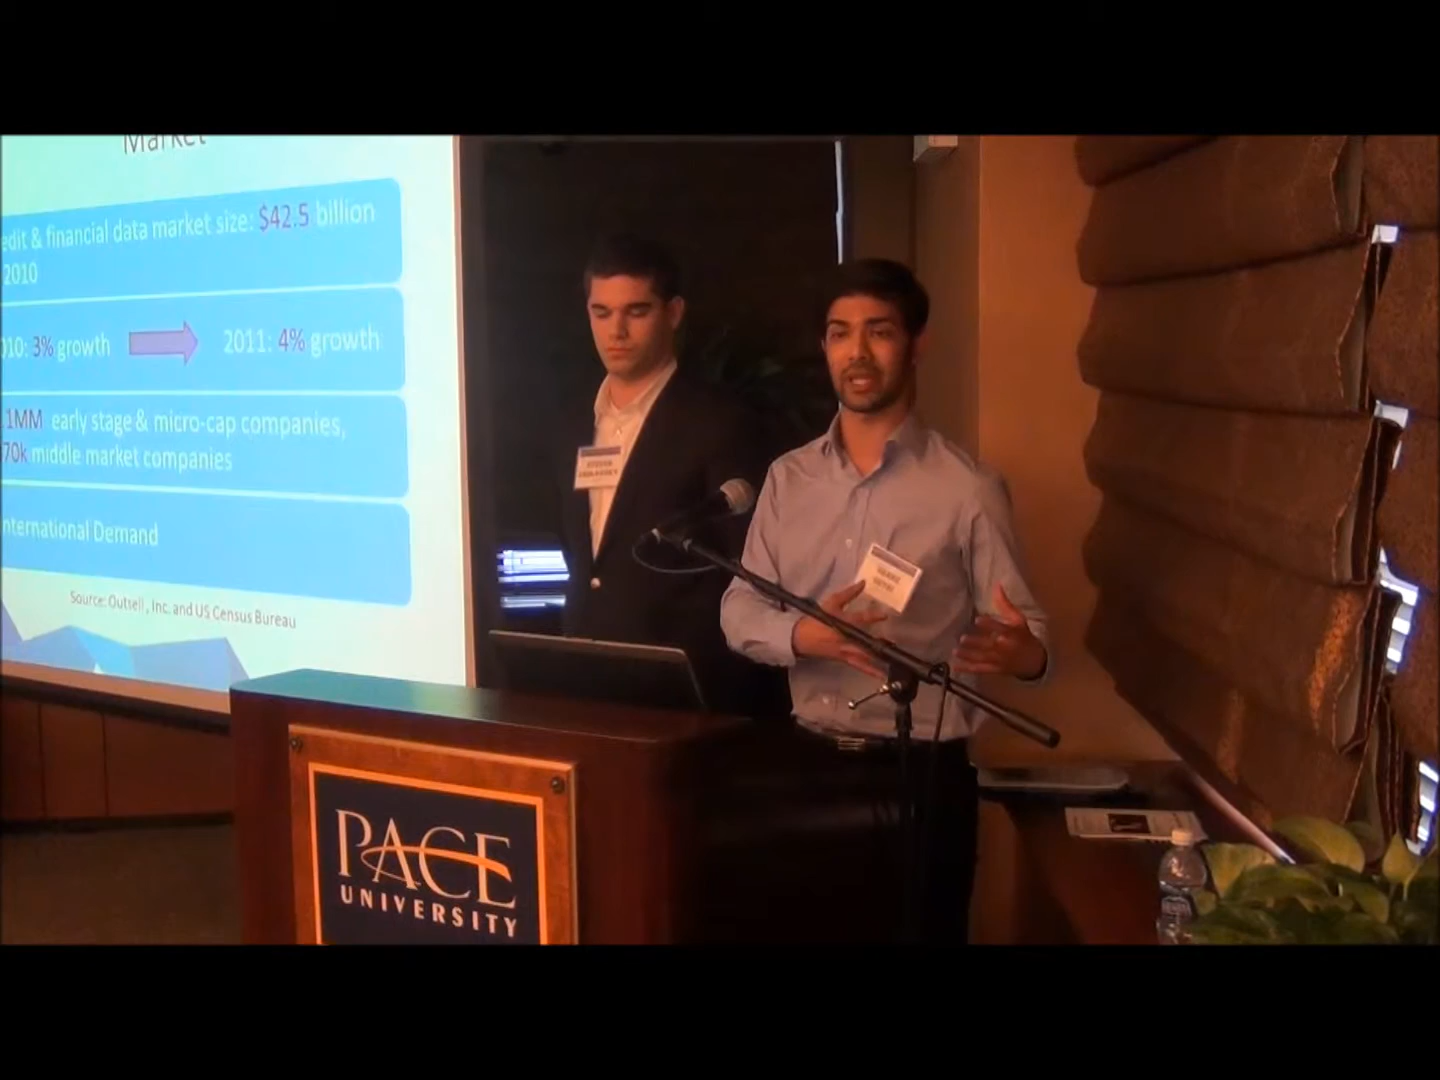 Market
edit & financial data market size: $42.5 billion
2010
010: 3% growth 2011: 4% growth
.1MM early stage & micro-cap companies,
70k middle market companies
nternational Demand
Source: Outsell, Inc. and US Census Bureau
STEVEN
PACE
UNIVERSITY